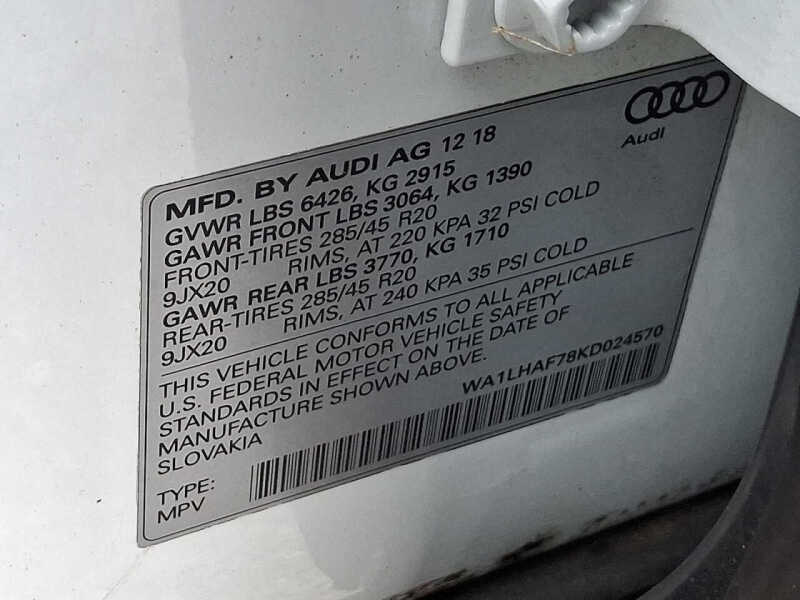 Audi
MFD. BY AUDI AG 12 18
GVWR LBS 6426, KG 2915
GAWR FRONT LBS 3064, KG 1390
FRONT-TIRES 285/45 R20
9JX20 RIMS, AT 220 KPA 32 PSI COLD
GAWR REAR LBS 3770, KG 1710
REAR-TIRES 285/45 R20
9JX20 RIMS, AT 240 KPA 35 PSI COLD
THIS VEHICLE CONFORMS TO ALL APPLICABLE
U.S. FEDERAL MOTOR VEHICLE SAFETY
STANDARDS IN EFFECT ON THE DATE OF
MANUFACTURE SHOWN ABOVE.
SLOVAKIA
WA1LHAF78KD024570
TYPE:
MPV